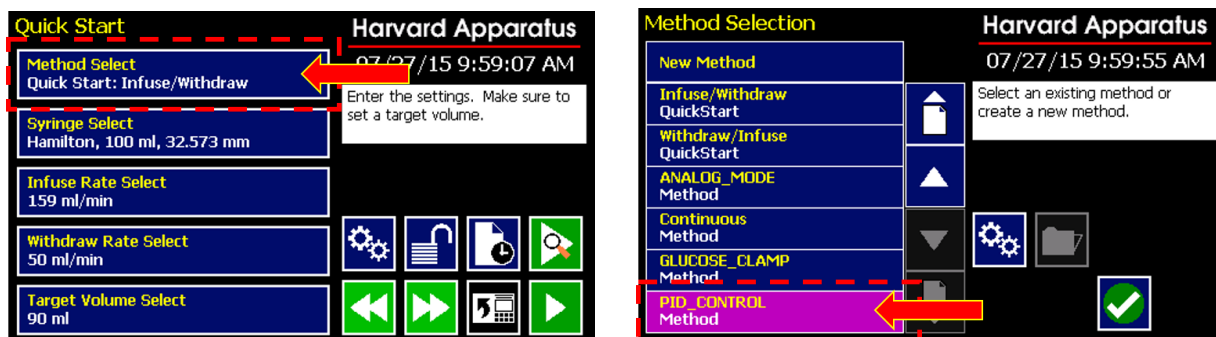 Quick Start
Harvard Apparatus
Method Select
Quick Start: Infuse/Withdraw
07/27/15 9:59:07 AM
Enter the settings. Make sure to
set a target volume.
Syringe Select
Hamilton, 100 ml, 32.573 mm
Infuse Rate Select
159 ml/min
Withdraw Rate Select
50 ml/min
Target Volume Select
90 ml
Method Selection
Harvard Apparatus
New Method
07/27/15 9:59:55 AM
Select an existing method or
create a new method.
Infuse/Withdraw
QuickStart
Withdraw/Infuse
QuickStart
ANALOG_MODE
Method
Continuous
Method
GLUCOSE_CLAMP
Method
PID_CONTROL
Method